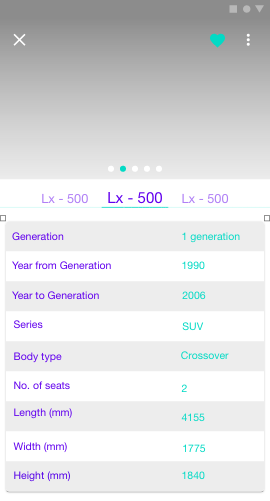 Lx - 500 Lx - 500 Lx - 500
Generation 1 generation
Year from Generation 1990
Year to Generation 2006
Series SUV
Body type Crossover
No. of seats 2
Length (mm) 4155
Width (mm) 1775
Height (mm) 1840